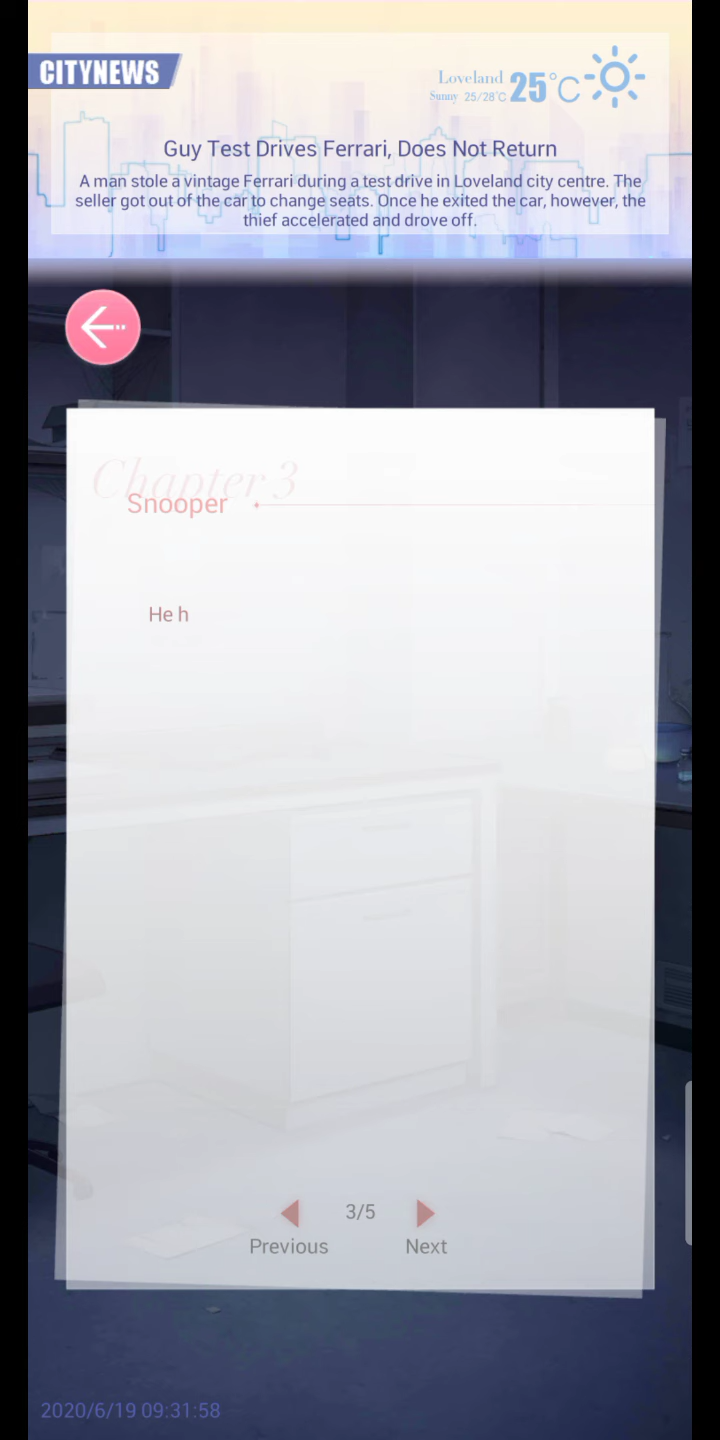 CITYNEWS
Loveland
Sunny 25/28°C 25°C
Guy Test Drives Ferrari, Does Not Return
A man stole a vintage Ferrari during a test drive in Loveland city centre. The
seller got out of the car to change seats. Once he exited the car, however, the
thief accelerated and drove off.
Chapter 3
Snooper
He h
3/5
Previous Next
2020/6/19 09:31:58